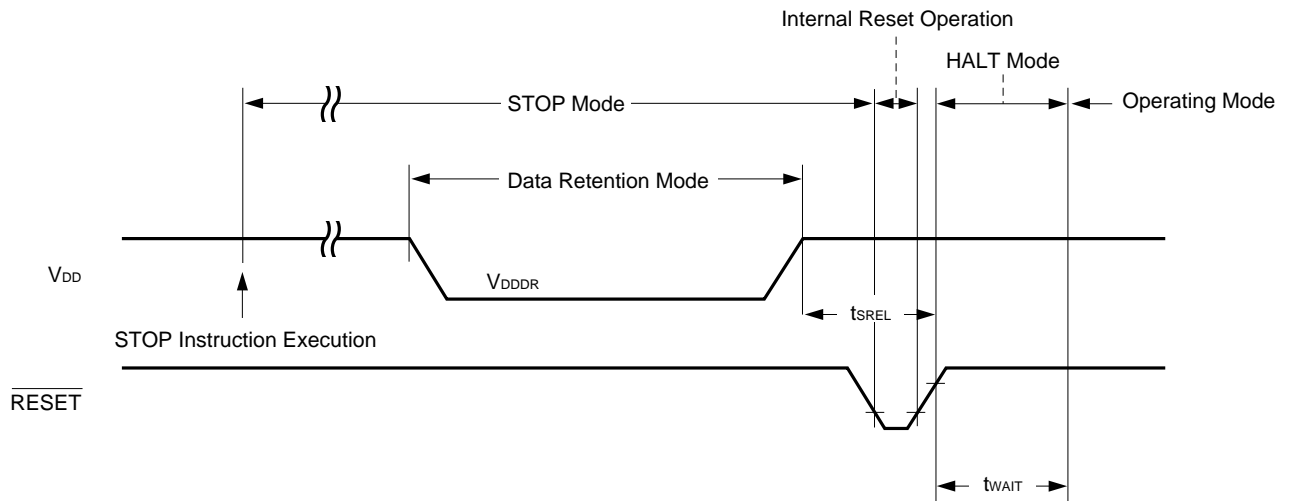 Internal Reset Operation
HALT Mode
STOP Mode
Operating Mode
Data Retention Mode
VDD
VDDDR
tSREL
STOP Instruction Execution
RESET
tWAIT